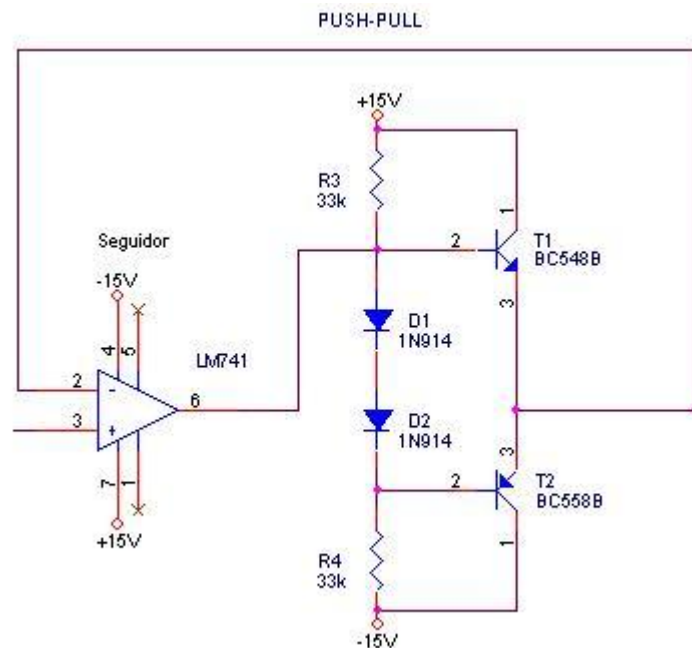 PUSH-PULL
+15V
R3
33k
1
2
T1
BC548B
3
Seguidor
-15V
4
5
LM741
2
-
6
3
+
7
1
+15V
D1
1N914
D2
1N914
3
2
T2
BC558B
1
R4
33k
-15V